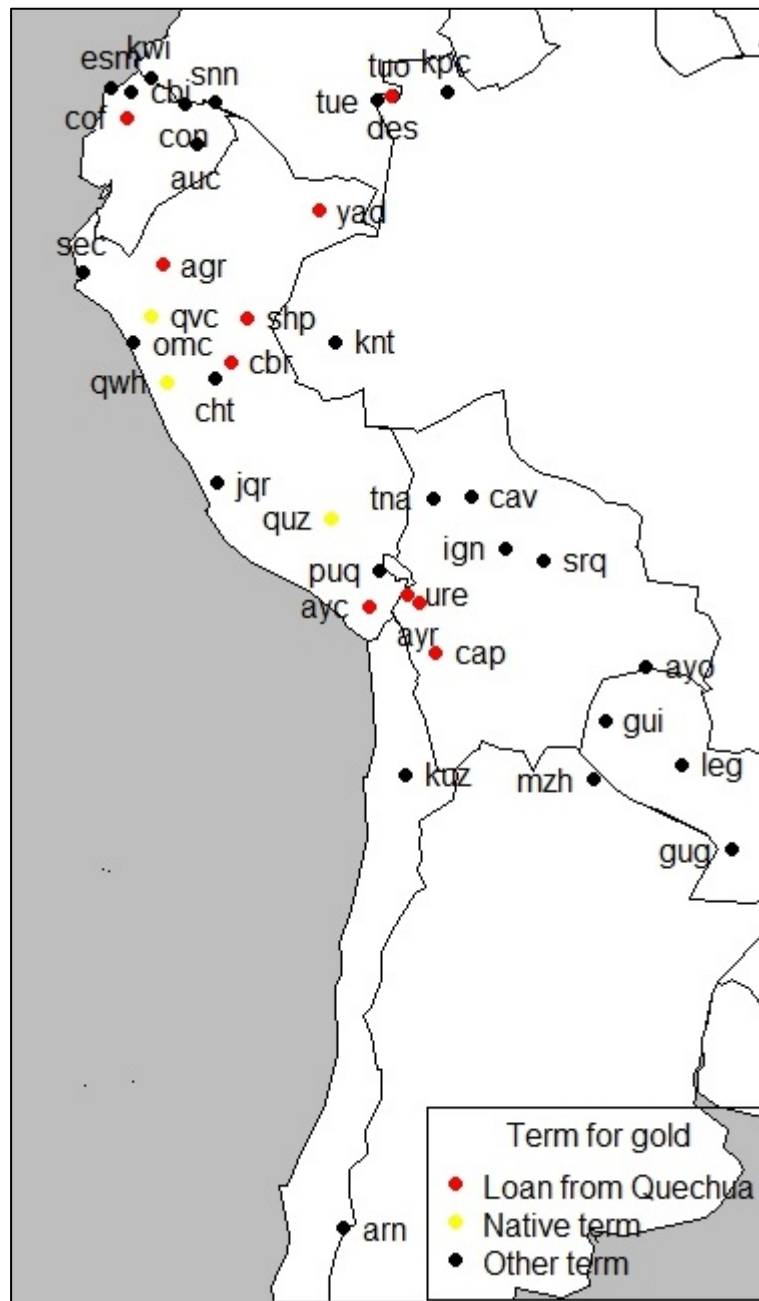 kwi
esm
snn
cbi
tuo
kpc
tue
cof
des
con
auc
yad
sec
agr
qvc
shp
omc
knt
cbr
qwh
cht
jqr
tna
cav
quz
ign
srq
puq
ure
ayc
ayr
cap
ayo
gui
leg
kuz
mzh
gug
Term for gold
Loan from Quechua
Native term
Other term
arn